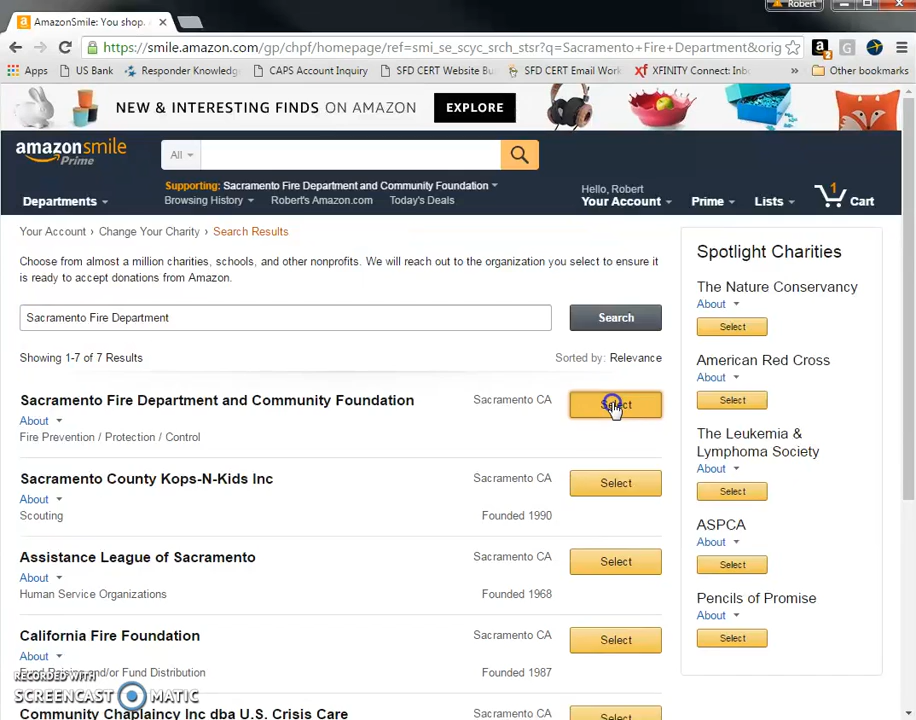 Robert
AmazonSmile: You shop.
https://smile.amazon.com/gp/chpf/homepage/ref=smi_se_scyc_srch_stsr?q=Sacramento+Fire+Department&orig
Apps US Bank Responder Knowledg CAPS Account Inquiry SFD CERT Website Bu SFD CERT Email Work XFINITY Connect: Inb » Other bookmarks
NEW & INTERESTING FINDS ON AMAZON EXPLORE
amazonsmile
Prime
All
Supporting: Sacramento Fire Department and Community Foundation
Hello, Robert
1
Departments Browsing History Robert's Amazon.com Today's Deals Your Account Prime Lists Cart
Your Account › Change Your Charity › Search Results
Choose from almost a million charities, schools, and other nonprofits. We will reach out to the organization you select to ensure it
is ready to accept donations from Amazon.
Sacramento Fire Department Search
Showing 1-7 of 7 Results Sorted by: Relevance
Sacramento Fire Department and Community Foundation Sacramento CA Select
About
Fire Prevention / Protection / Control
Sacramento County Kops-N-Kids Inc Sacramento CA Select
About
Scouting Founded 1990
Assistance League of Sacramento Sacramento CA Select
About
Human Service Organizations Founded 1968
California Fire Foundation Sacramento CA Select
About
Fund Raising and/or Fund Distribution Founded 1987
Community Chaplaincy Inc dba U.S. Crisis Care Sacramento CA Select
Spotlight Charities
The Nature Conservancy
About
Select
American Red Cross
About
Select
The Leukemia &
Lymphoma Society
About
Select
ASPCA
About
Select
Pencils of Promise
About
Select
RECORDED WITH
SCREENCAST MATIC